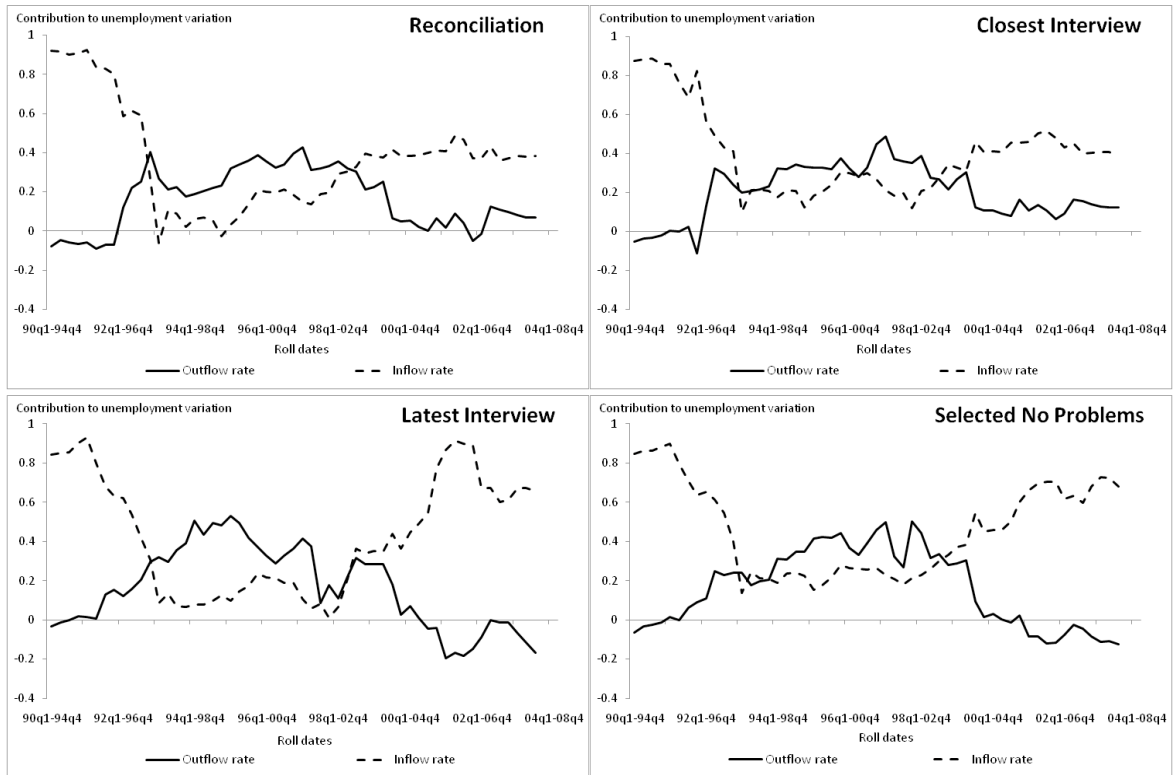 Contribution to unemployment variation
Reconciliation
1
0.8
0.6
0.4
0.2
0
-0.2
-0.4
90q1-94q4 92q1-96q4 94q1-98q4 96q1-00q4 98q1-02q4 00q1-04q4 02q1-06q4 04q1-08q4
Roll dates
Outflow rate Inflow rate
Contribution to unemployment variation
Closest Interview
1
0.8
0.6
0.4
0.2
0
-0.2
-0.4
90q1-94q4 92q1-96q4 94q1-98q4 96q1-00q4 98q1-02q4 00q1-04q4 02q1-06q4 04q1-08q4
Roll dates
Outflow rate Inflow rate
Contribution to unemployment variation
Latest Interview
1
0.8
0.6
0.4
0.2
0
-0.2
-0.4
90q1-94q4 92q1-96q4 94q1-98q4 96q1-00q4 98q1-02q4 00q1-04q4 02q1-06q4 04q1-08q4
Roll dates
Outflow rate Inflow rate
Contribution to unemployment variation
Selected No Problems
1
0.8
0.6
0.4
0.2
0
-0.2
-0.4
90q1-94q4 92q1-96q4 94q1-98q4 96q1-00q4 98q1-02q4 00q1-04q4 02q1-06q4 04q1-08q4
Roll dates
Outflow rate Inflow rate